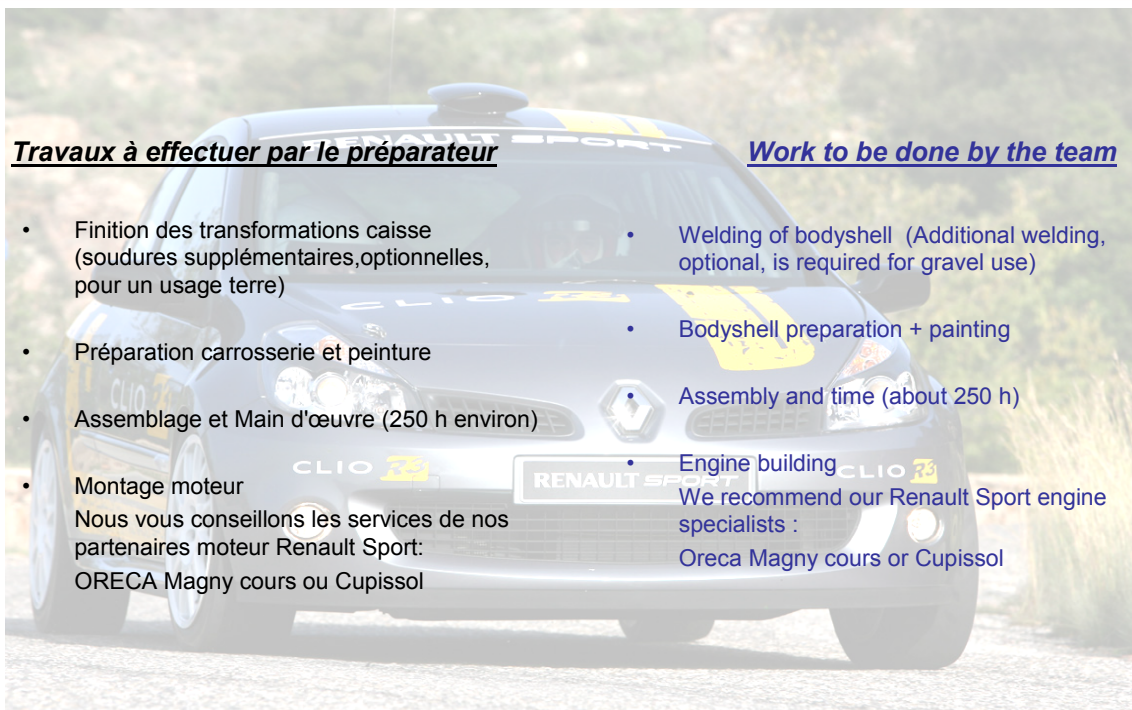 Travaux à effectuer par le préparateur
• Finition des transformations caisse
(soudures supplémentaires,optionnelles,
pour un usage terre)
• Préparation carrosserie et peinture
• Assemblage et Main d'œuvre (250 h environ)
• Montage moteur
Nous vous conseillons les services de nos
partenaires moteur Renault Sport:
ORECA Magny cours ou Cupissol
Work to be done by the team
• Welding of bodyshell (Additional welding,
optional, is required for gravel use)
• Bodyshell preparation + painting
• Assembly and time (about 250 h)
• Engine building
We recommend our Renault Sport engine
specialists :
Oreca Magny cours or Cupissol
RENAULT SPORT
CLIO R3
CLIO R3
CLIO R3
RENAULT SPORT
CLIO